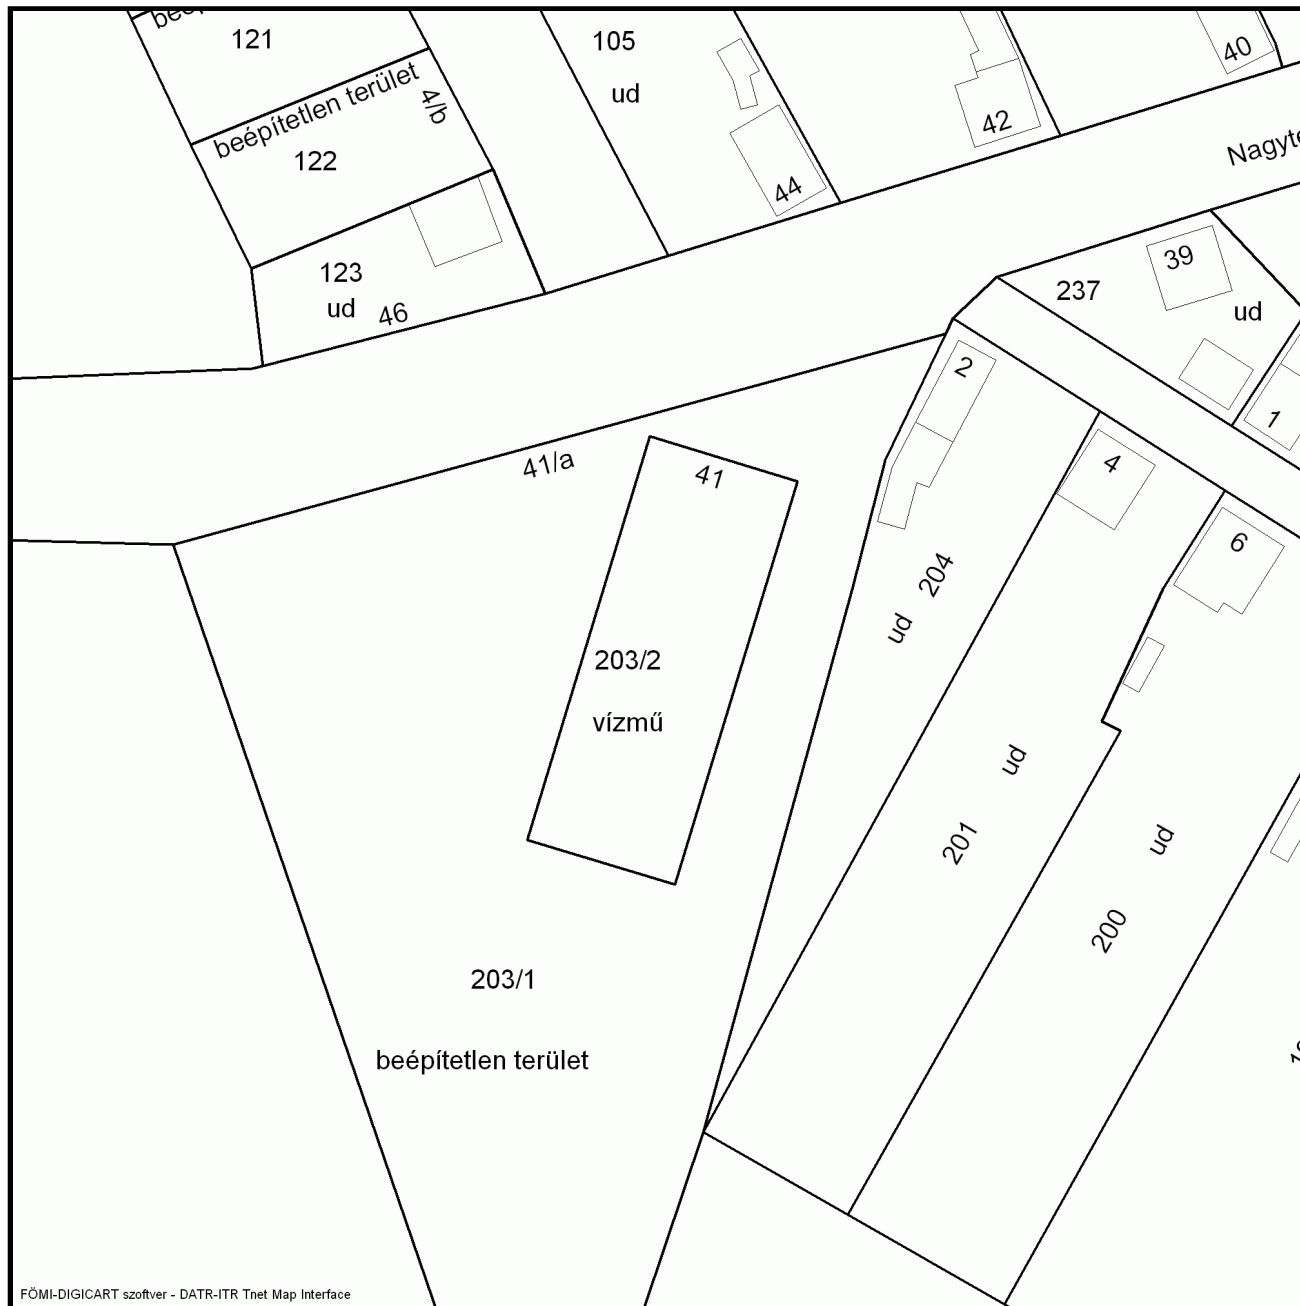 121
beépítetlen terület
122
4/b
123
ud
46
105
ud
44
42
40
237
39
ud
1
2
4
6
41/a
41
203/2
vízmű
204
ud
ud
201
ud
200
203/1
beépítetlen terület
FÖMI-DIGICART szoftver - DATR-ITR Tnet Map Interface